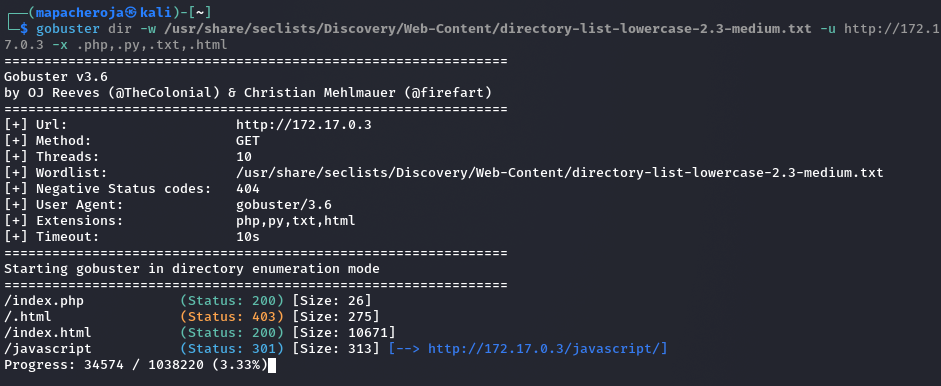 ┌──(mapacheroja㉿kali)-[~]
└─$ gobuster dir -w /usr/share/seclists/Discovery/Web-Content/directory-list-lowercase-2.3-medium.txt -u http://172.1
7.0.3 -x .php,.py,.txt,.html
===============================================================
Gobuster v3.6
by OJ Reeves (@TheColonial) & Christian Mehlmauer (@firefart)
===============================================================
[+] Url:                     http://172.17.0.3
[+] Method:                  GET
[+] Threads:                 10
[+] Wordlist:                /usr/share/seclists/Discovery/Web-Content/directory-list-lowercase-2.3-medium.txt
[+] Negative Status codes:   404
[+] User Agent:              gobuster/3.6
[+] Extensions:              php,py,txt,html
[+] Timeout:                 10s
===============================================================
Starting gobuster in directory enumeration mode
===============================================================
/index.php            (Status: 200) [Size: 26]
/.html                (Status: 403) [Size: 275]
/index.html           (Status: 200) [Size: 10671]
/javascript           (Status: 301) [Size: 313] [--> http://172.17.0.3/javascript/]
Progress: 34574 / 1038220 (3.33%)